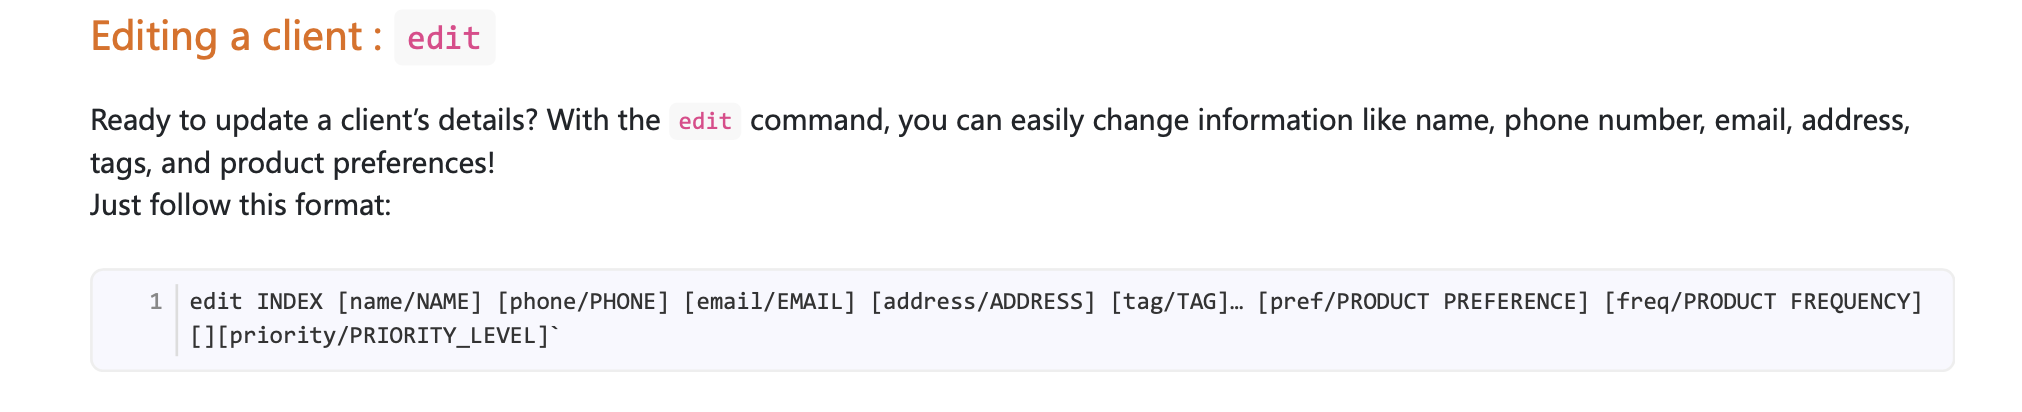 Editing a client : edit
Ready to update a client’s details? With the edit command, you can easily change information like name, phone number, email, address,
tags, and product preferences!
Just follow this format:
1 edit INDEX [name/NAME] [phone/PHONE] [email/EMAIL] [address/ADDRESS] [tag/TAG]… [pref/PRODUCT PREFERENCE] [freq/PRODUCT FREQUENCY]
[][priority/PRIORITY_LEVEL]`